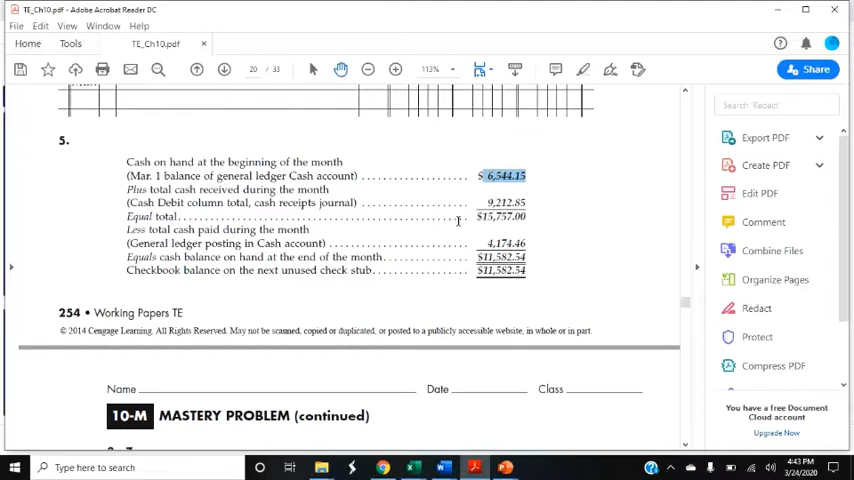 TE_Ch10.pdf - Adobe Acrobat Reader DC
File Edit View Window Help
Home Tools TE_Ch10.pdf ×
20 / 33 113% Share
5.
Cash on hand at the beginning of the month
(Mar. 1 balance of general ledger Cash account) . . . . . . . . . . . . . . . . . . . . $ 6,544.15
Plus total cash received during the month
(Cash Debit column total, cash receipts journal) . . . . . . . . . . . . . . . . . . . . 9,212.85
Equal total. . . . . . . . . . . . . . . . . . . . . . . . . . . . . . . . . . . . . . . . . . . . . . . . . . . . $15,757.00
Less total cash paid during the month
(General ledger posting in Cash account) . . . . . . . . . . . . . . . . . . . . . . . . . . 4,174.46
Equals cash balance on hand at the end of the month. . . . . . . . . . . . . . . . $11,582.54
Checkbook balance on the next unused check stub. . . . . . . . . . . . . . . . . . $11,582.54
254 • Working Papers TE
© 2014 Cengage Learning. All Rights Reserved. May not be scanned, copied or duplicated, or posted to a publicly accessible website, in whole or in part.
Name Date Class
10-M MASTERY PROBLEM (continued)
Search 'Redact'
Export PDF
Create PDF
Edit PDF
Comment
Combine Files
Organize Pages
Redact
Protect
Compress PDF
You have a free Document
Cloud account
Upgrade Now
Type here to search
4:43 PM
3/24/2020